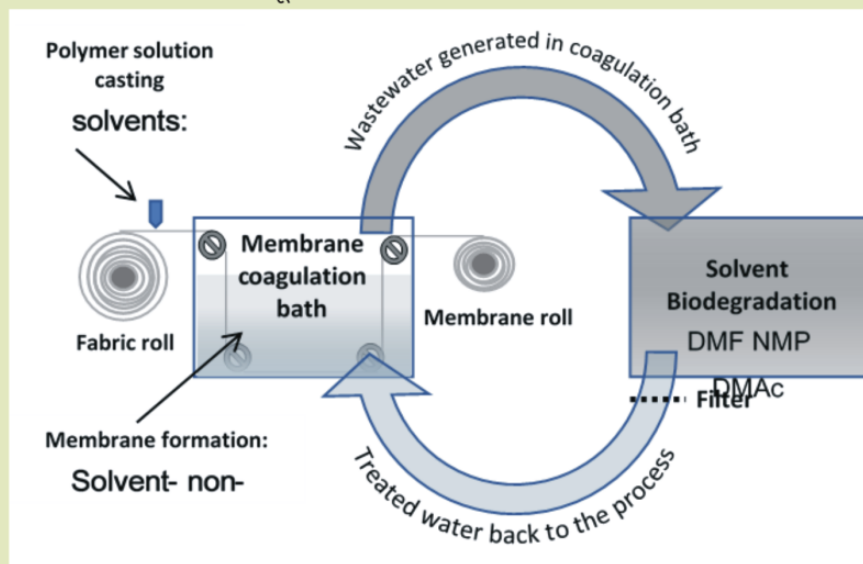 Polymer solution
casting
solvents:
Wastewater generated in coagulation bath
Membrane
coagulation
bath
Fabric roll
Membrane roll
Solvent
Biodegradation
DMF NMP
DMAc
Filter
Membrane formation:
Solvent- non-
Treated water back to the process